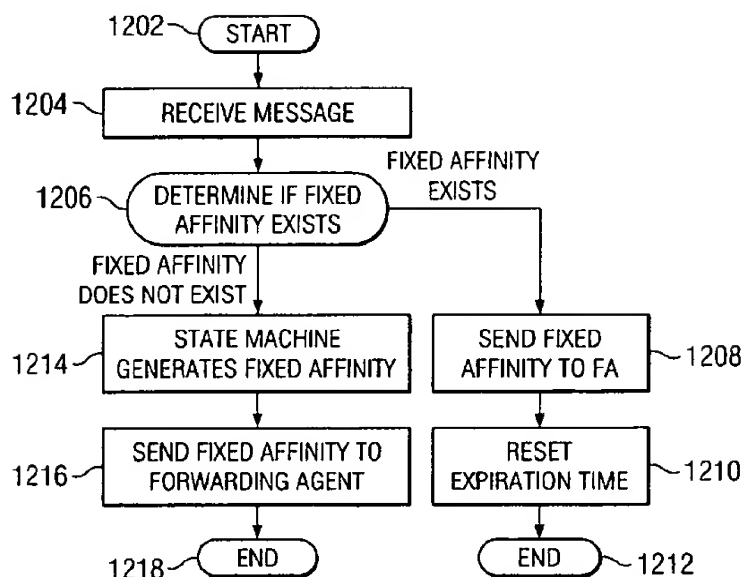 1202
START
1204
RECEIVE MESSAGE
FIXED AFFINITY
EXISTS
1206
DETERMINE IF FIXED
AFFINITY EXISTS
FIXED AFFINITY
DOES NOT EXIST
1214
STATE MACHINE
GENERATES FIXED AFFINITY
SEND FIXED
AFFINITY TO FA
1208
1216
SEND FIXED AFFINITY TO
FORWARDING AGENT
RESET
EXPIRATION TIME
1210
1218
END
END
1212